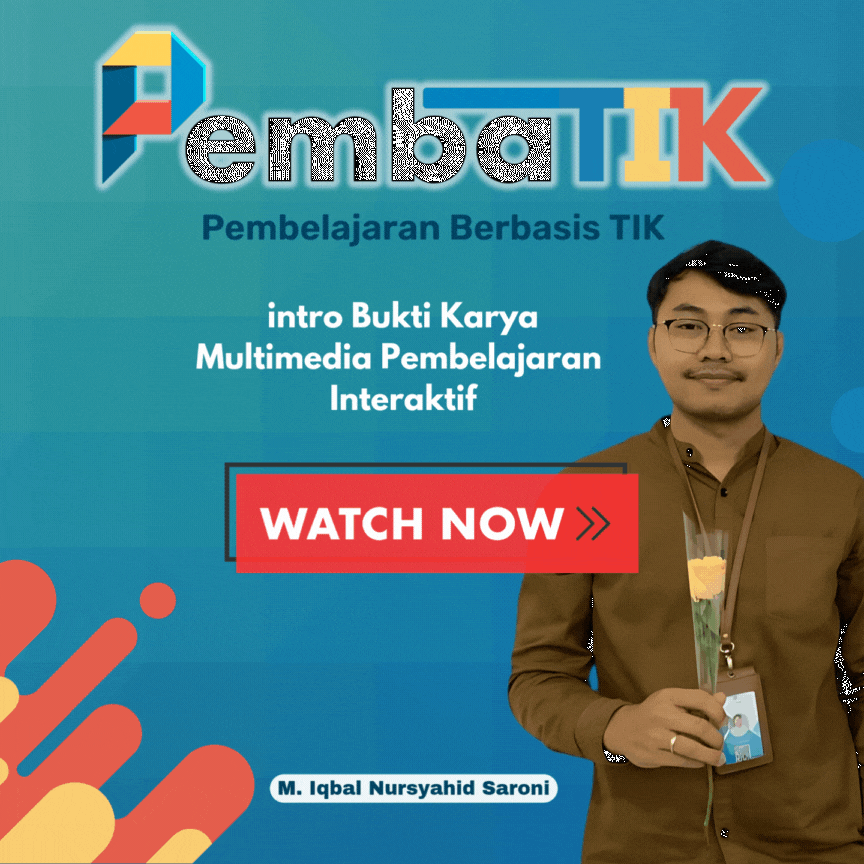 PembaTIK
Pembelajaran Berbasis TIK
intro Bukti Karya
Multimedia Pembelajaran
Interaktif
WATCH NOW
M. Iqbal Nursyahid Saroni